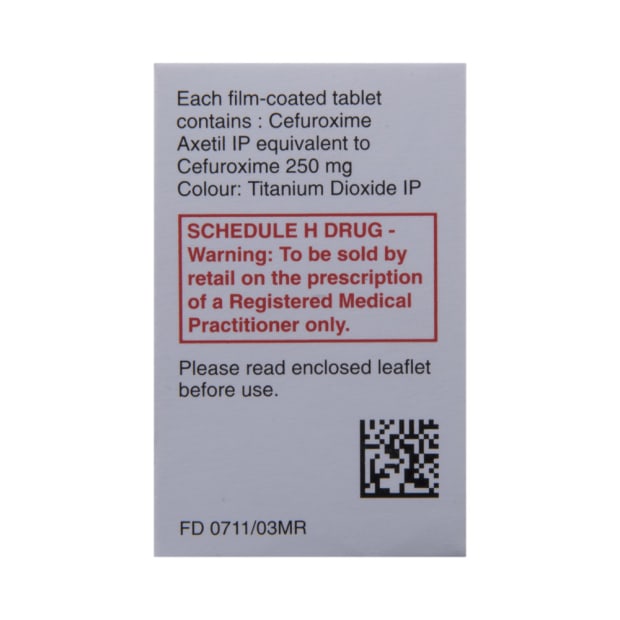 Each film-coated tablet
contains : Cefuroxime
Axetil IP equivalent to
Cefuroxime 250 mg
Colour: Titanium Dioxide IP
SCHEDULE H DRUG -
Warning: To be sold by
retail on the prescription
of a Registered Medical
Practitioner only.
Please read enclosed leaflet
before use.
FD 0711/03MR